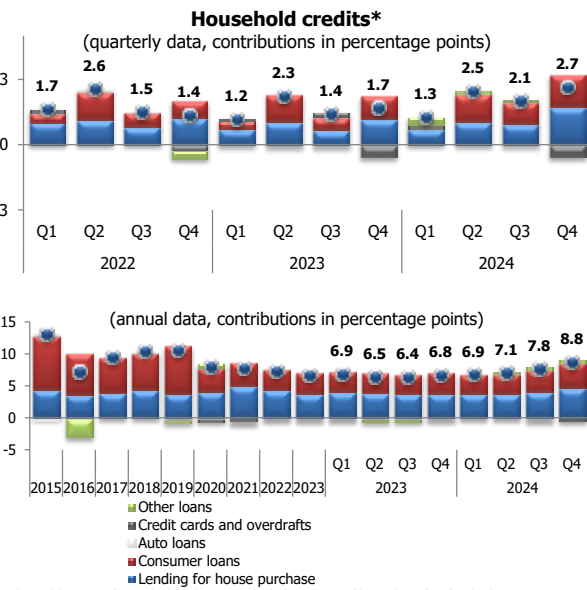 Household credits*
(quarterly data, contributions in percentage points)
1.7 2.6 1.5 1.4 1.2 2.3 1.4 1.7 1.3 2.5 2.1 2.7
3
0
3
Q1 Q2 Q3 Q4 Q1 Q2 Q3 Q4 Q1 Q2 Q3 Q4
2022 2023 2024
(annual data, contributions in percentage points)
15
10
5
0
-5
6.9 6.5 6.4 6.8 6.9 7.1 7.8 8.8
Q1 Q2 Q3 Q4 Q1 Q2 Q3 Q4
2015 2016 2017 2018 2019 2020 2021 2022 2023 2023 2024
Other loans
Credit cards and overdrafts
Auto loans
Consumer loans
Lending for house purchase